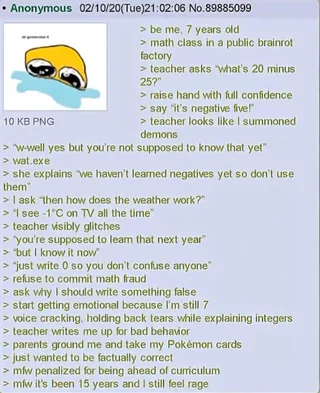 • Anonymous 02/10/20(Tue)21:02:06 No.89885099
> be me, 7 years old
> math class in a public brainrot
factory
> teacher asks “what’s 20 minus
25?”
> raise hand with full confidence
> say “it’s negative five!”
> teacher looks like I summoned
demons
10 KB PNG
> “w-well yes but you’re not supposed to know that yet”
> wat.exe
> she explains “we haven’t learned negatives yet so don’t use
them”
> I ask “then how does the weather work?”
> “I see -1°C on TV all the time”
> teacher visibly glitches
> “you’re supposed to learn that next year”
> “but I know it now”
> “just write 0 so you don’t confuse anyone”
> refuse to commit math fraud
> ask why I should write something false
> start getting emotional because I’m still 7
> voice cracking, holding back tears while explaining integers
> teacher writes me up for bad behavior
> parents ground me and take my Pokémon cards
> just wanted to be factually correct
> mfw penalized for being ahead of curriculum
> mfw it’s been 15 years and I still feel rage